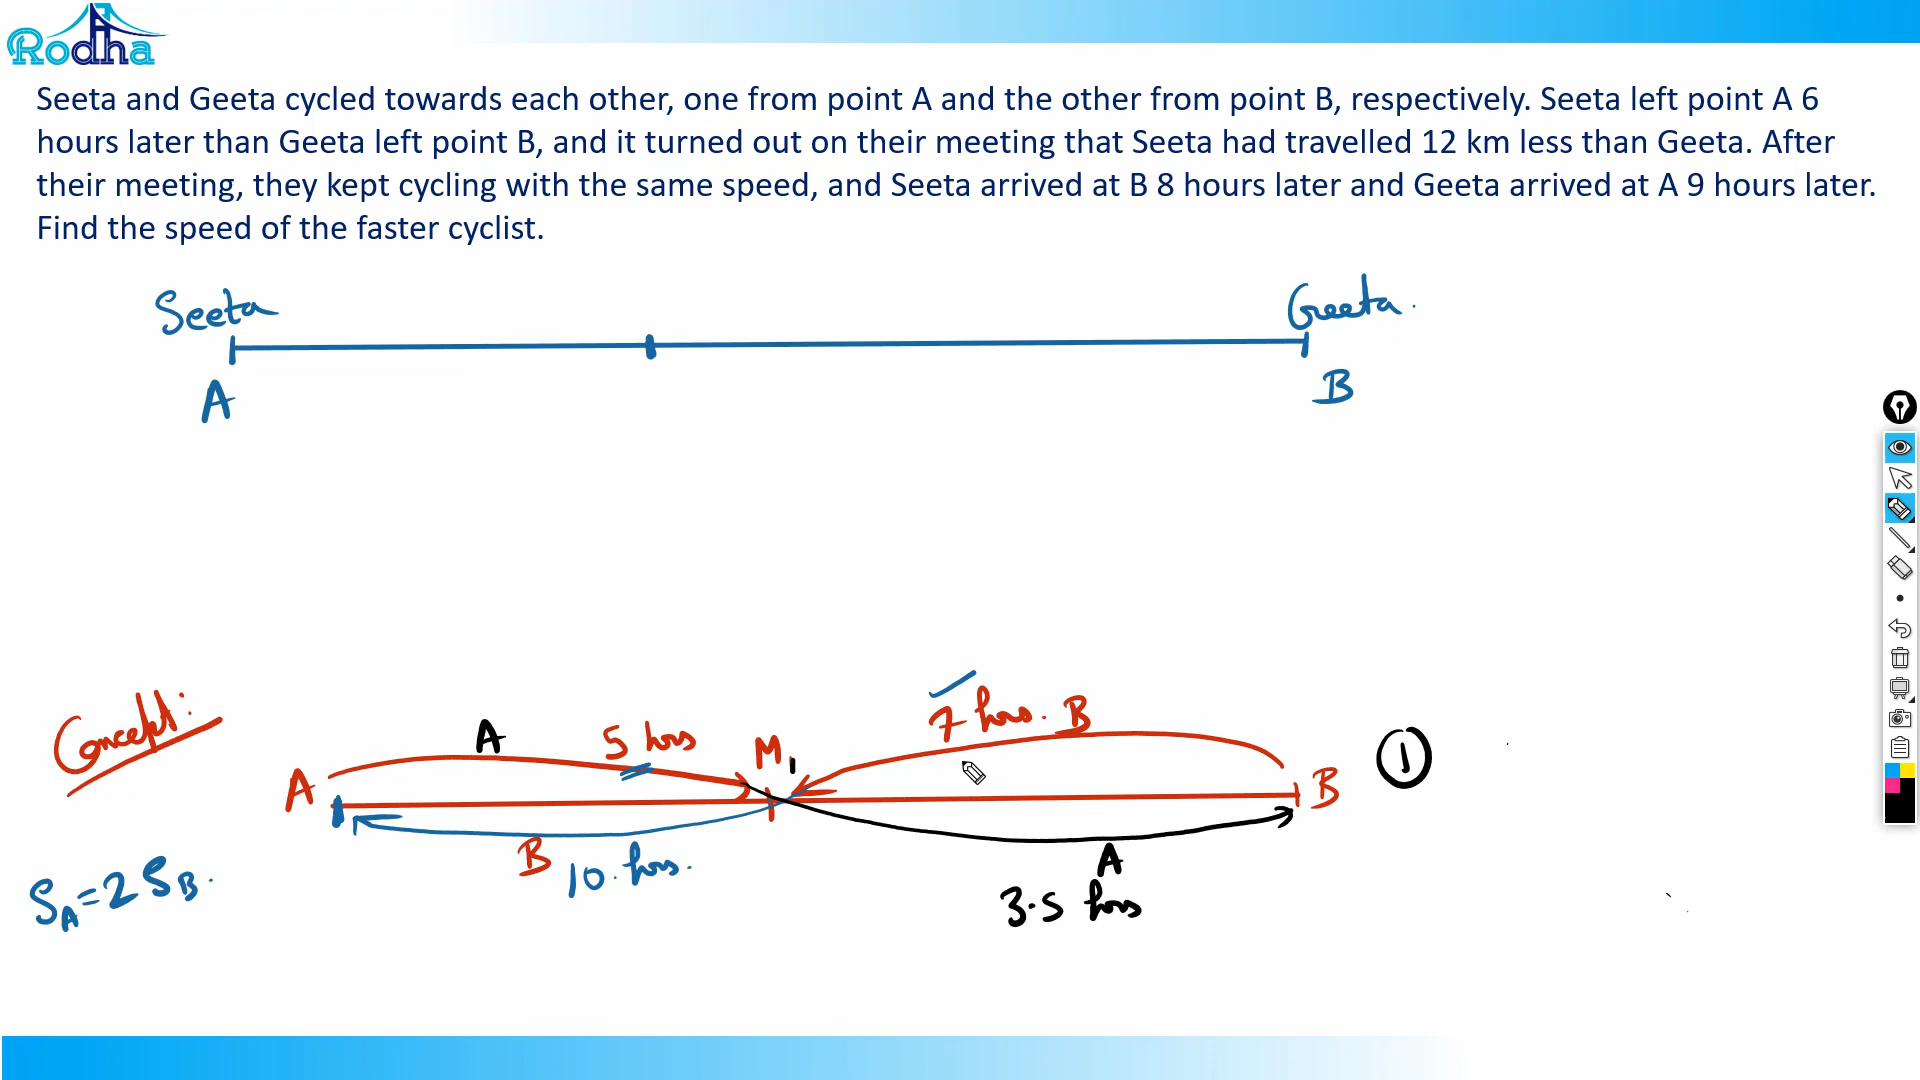 Rodha
Seeta and Geeta cycled towards each other, one from point A and the other from point B, respectively. Seeta left point A 6
hours later than Geeta left point B, and it turned out on their meeting that Seeta had travelled 12 km less than Geeta. After
their meeting, they kept cycling with the same speed, and Seeta arrived at B 8 hours later and Geeta arrived at A 9 hours later.
Find the speed of the faster cyclist.
Seeta
Geeta.
A
B
Concept:
A
5 hours
M₁
7 hrs. B
1
A
B
B
10 hrs.
A
3.5 hrs
S_A = 2 S_B.